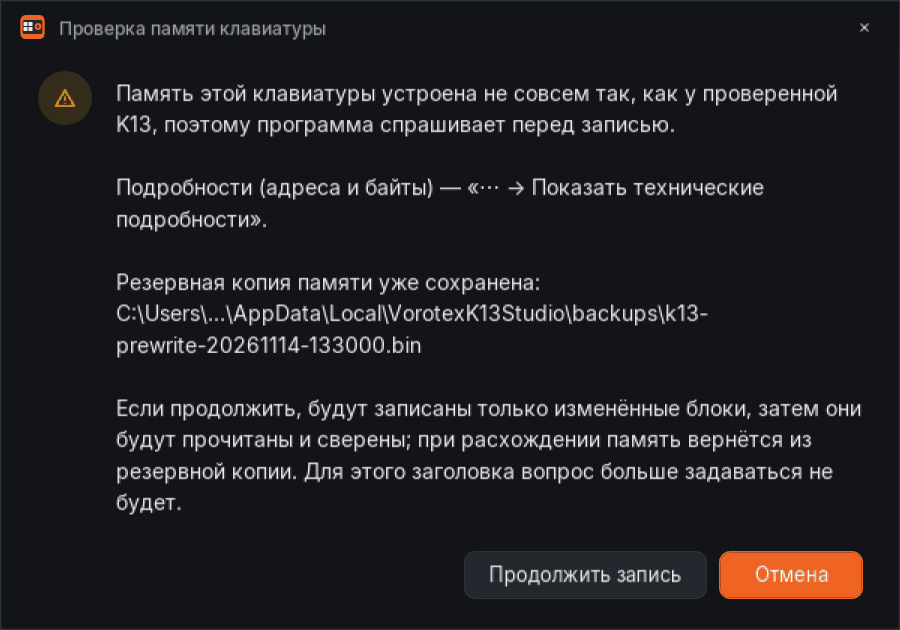 Проверка памяти клавиатуры
Память этой клавиатуры устроена не совсем так, как у проверенной
K13, поэтому программа спрашивает перед записью.
Подробности (адреса и байты) — «··· → Показать технические
подробности».
Резервная копия памяти уже сохранена:
C:\Users\...\AppData\Local\VorotexK13Studio\backups\k13-
prewrite-20261114-133000.bin
Если продолжить, будут записаны только изменённые блоки, затем они
будут прочитаны и сверены; при расхождении память вернётся из
резервной копии. Для этого заголовка вопрос больше задаваться не
будет.
Продолжить запись
Отмена